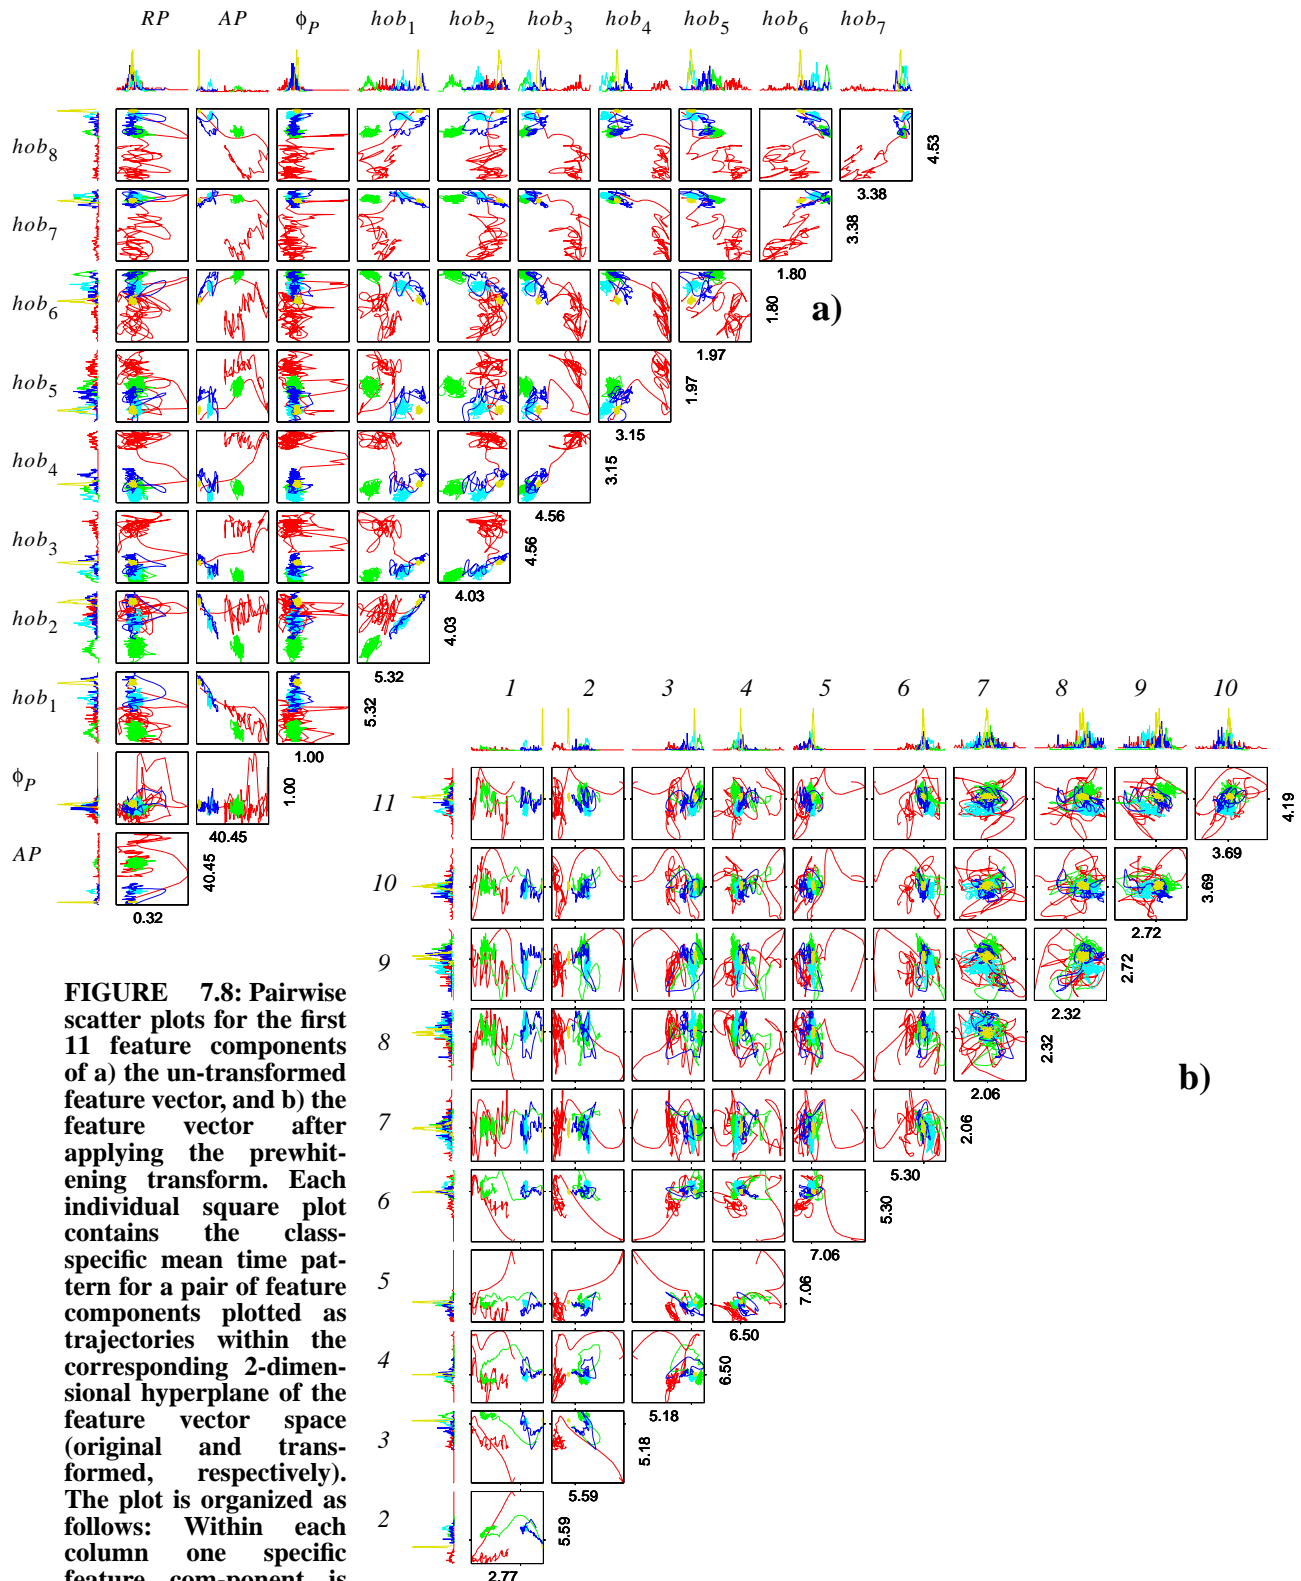 RP AP ϕP hob1 hob2 hob3 hob4 hob5 hob6 hob7
hob8 4.53
3.38
hob7 3.38
1.80
hob6 1.80
a)
1.97
hob5 1.97
3.15
hob4 3.15
4.56
hob3 4.56
4.03
hob2 4.03
5.32
hob1 5.32
1.00
ϕP 1.00
40.45
AP 40.45
0.32
1 2 3 4 5 6 7 8 9 10
11 4.19
3.69
10 3.69
2.72
9 2.72
2.32
8 2.32
b)
2.06
7 2.06
5.30
6 5.30
7.06
5 7.06
6.50
4 6.50
5.18
3 5.18
5.59
2 5.59
2.77
FIGURE 7.8: Pairwise
scatter plots for the first
11 feature components
of a) the un-transformed
feature vector, and b) the
feature vector after
applying the prewhit-
ening transform. Each
individual square plot
contains the class-
specific mean time pat-
tern for a pair of feature
components plotted as
trajectories within the
corresponding 2-dimen-
sional hyperplane of the
feature vector space
(original and trans-
formed, respectively).
The plot is organized as
follows: Within each
column one specific
feature com-ponent is